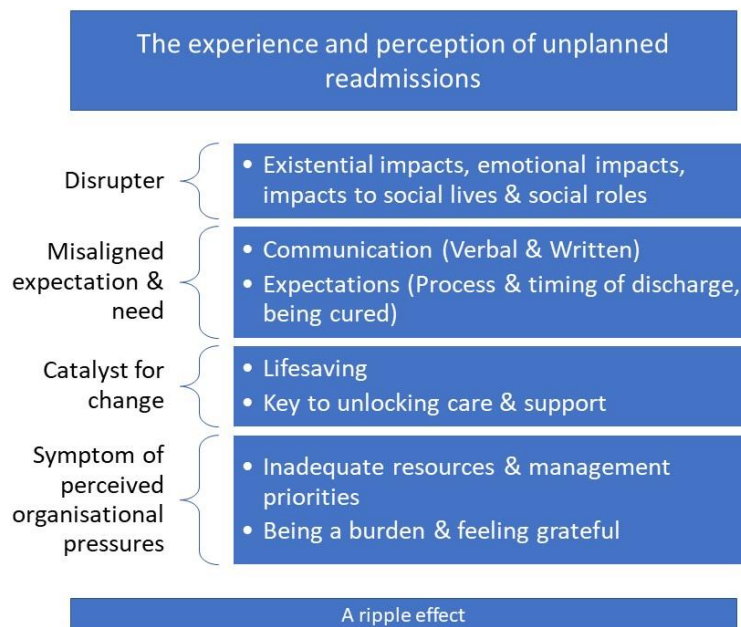 The experience and perception of unplanned
readmissions
Disrupter
• Existential impacts, emotional impacts,
impacts to social lives & social roles
Misaligned
expectation &
need
• Communication (Verbal & Written)
• Expectations (Process & timing of discharge,
being cured)
Catalyst for
change
• Lifesaving
• Key to unlocking care & support
Symptom of
perceived
organisational
pressures
• Inadequate resources & management
priorities
• Being a burden & feeling grateful
A ripple effect